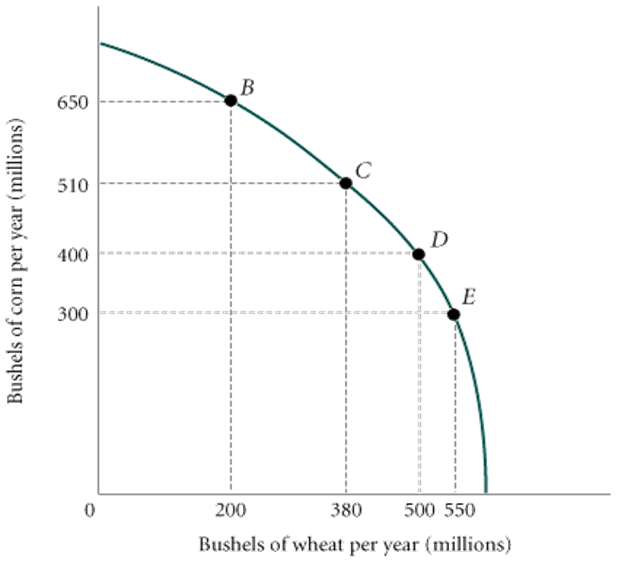 Bushels of corn per year (millions)
650
510
400
300
B
C
D
E
0
200
380
500
550
Bushels of wheat per year (millions)